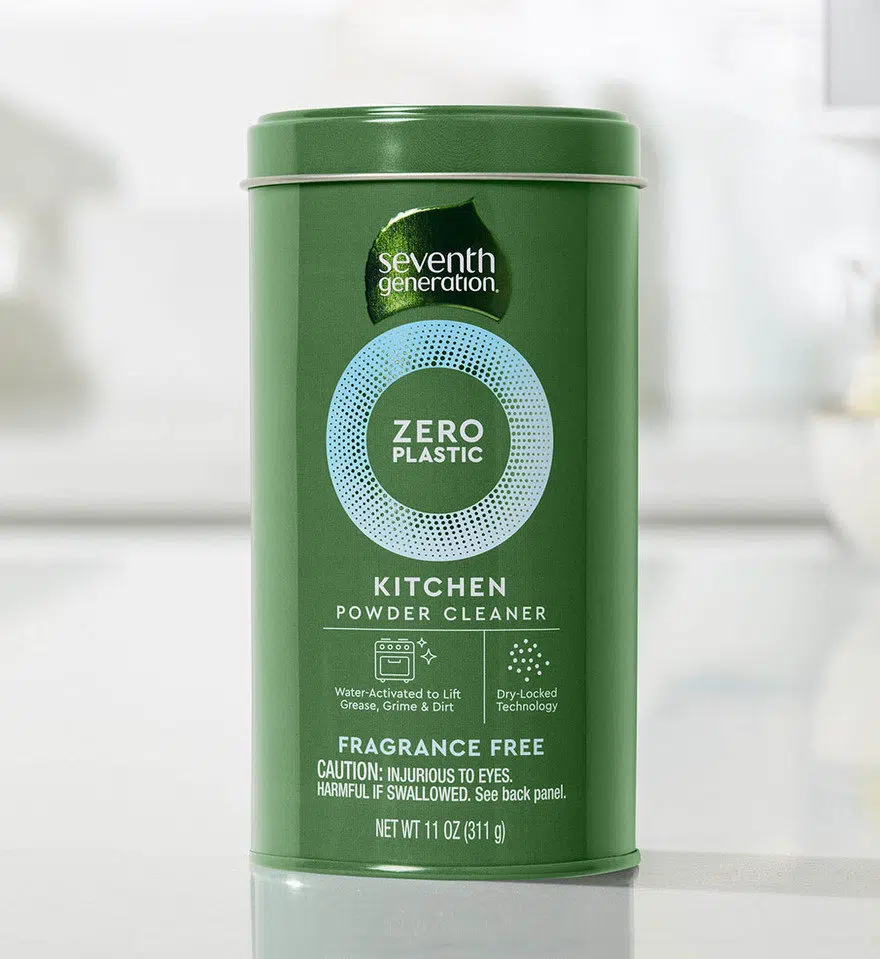 seventh
generation.
ZERO
PLASTIC
KITCHEN
POWDER CLEANER
Water-Activated to Lift
Grease, Grime & Dirt
Dry-Locked
Technology
FRAGRANCE FREE
CAUTION: INJURIOUS TO EYES.
HARMFUL IF SWALLOWED. See back panel.
NET WT 11 OZ (311 g)